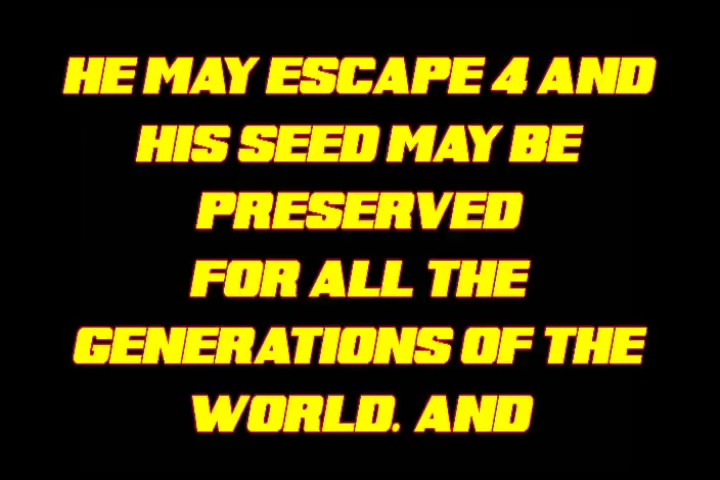 HE MAY ESCAPE 4 AND
HIS SEED MAY BE
PRESERVED
FOR ALL THE
GENERATIONS OF THE
WORLD. AND